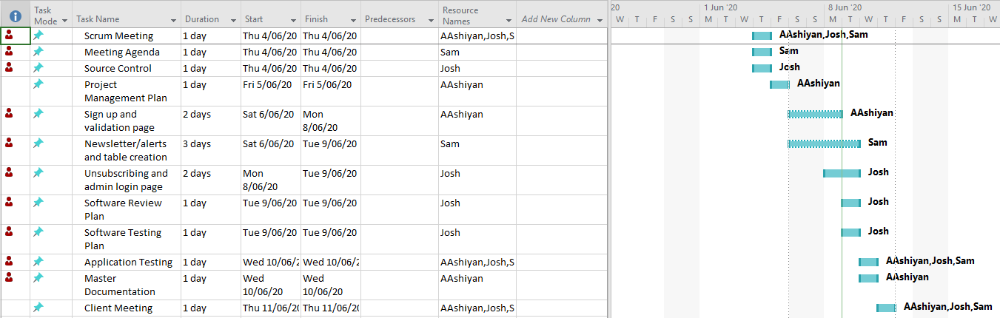 Task Mode Task Name Duration Start Finish Predecessors Resource Names Add New Column
Scrum Meeting 1 day Thu 4/06/20 Thu 4/06/20 AAshiyan,Josh,S
Meeting Agenda 1 day Thu 4/06/20 Thu 4/06/20 Sam
Source Control 1 day Thu 4/06/20 Thu 4/06/20 Josh
Project Management Plan 1 day Fri 5/06/20 Fri 5/06/20 AAshiyan
Sign up and validation page 2 days Sat 6/06/20 Mon 8/06/20 AAshiyan
Newsletter/alerts and table creation 3 days Sat 6/06/20 Tue 9/06/20 Sam
Unsubscribing and admin login page 2 days Mon 8/06/20 Tue 9/06/20 Josh
Software Review Plan 1 day Tue 9/06/20 Tue 9/06/20 Josh
Software Testing Plan 1 day Tue 9/06/20 Tue 9/06/20 Josh
Application Testing 1 day Wed 10/06/2 Wed 10/06/2 AAshiyan,Josh,S
Master Documentation 1 day Wed 10/06/20 Wed 10/06/20 AAshiyan
Client Meeting 1 day Thu 11/06/20 Thu 11/06/20 AAshiyan,Josh,S
20 1 Jun '20 8 Jun '20 15 Jun '20
W T F S S M T W T F S S M T W T F S S M T W
AAshiyan,Josh,Sam
Sam
Josh
AAshiyan
AAshiyan
Sam
Josh
Josh
Josh
AAshiyan,Josh,Sam
AAshiyan
AAshiyan,Josh,Sam